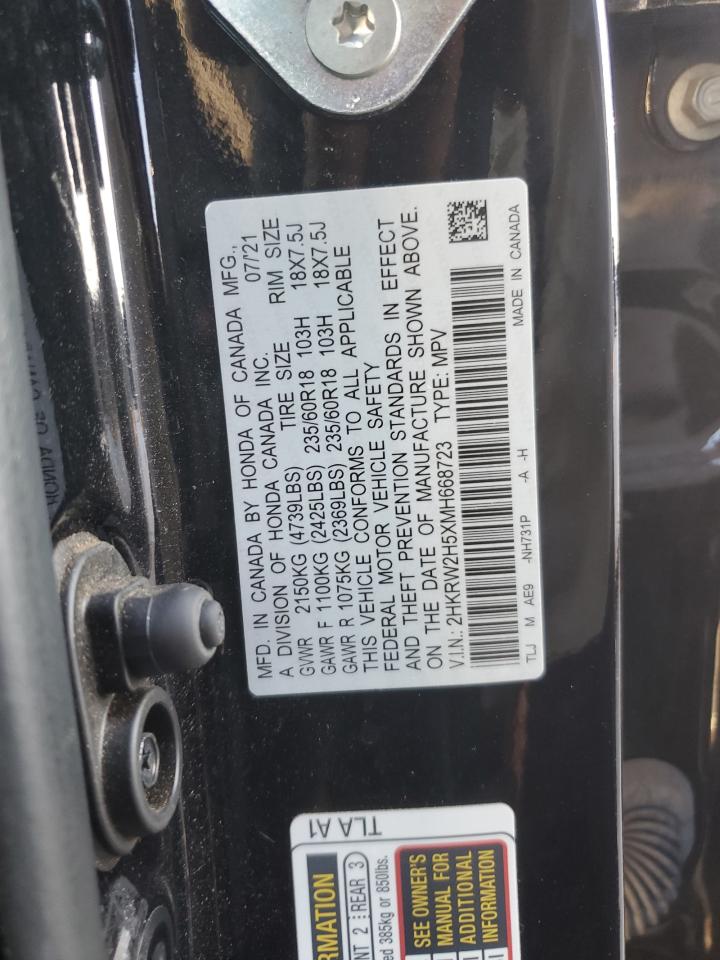 MFD. IN CANADA BY HONDA OF CANADA MFG.,
A DIVISION OF HONDA CANADA INC. 07/21
GVWR 2150KG (4739LBS) TIRE SIZE RIM SIZE
GAWR F 1100KG (2425LBS) 235/60R18 103H 18X7.5J
GAWR R 1075KG (2369LBS) 235/60R18 103H 18X7.5J
THIS VEHICLE CONFORMS TO ALL APPLICABLE
FEDERAL MOTOR VEHICLE SAFETY
AND THEFT PREVENTION STANDARDS IN EFFECT
ON THE DATE OF MANUFACTURE SHOWN ABOVE.
V.I.N.: 2HKRW2H5XMH668723 TYPE: MPV
TLJ M AE9 -NH731P -A -H MADE IN CANADA
TLA A1
2 REAR 3
385kg or 850lbs.
SEE OWNER'S
MANUAL FOR
ADDITIONAL
INFORMATION